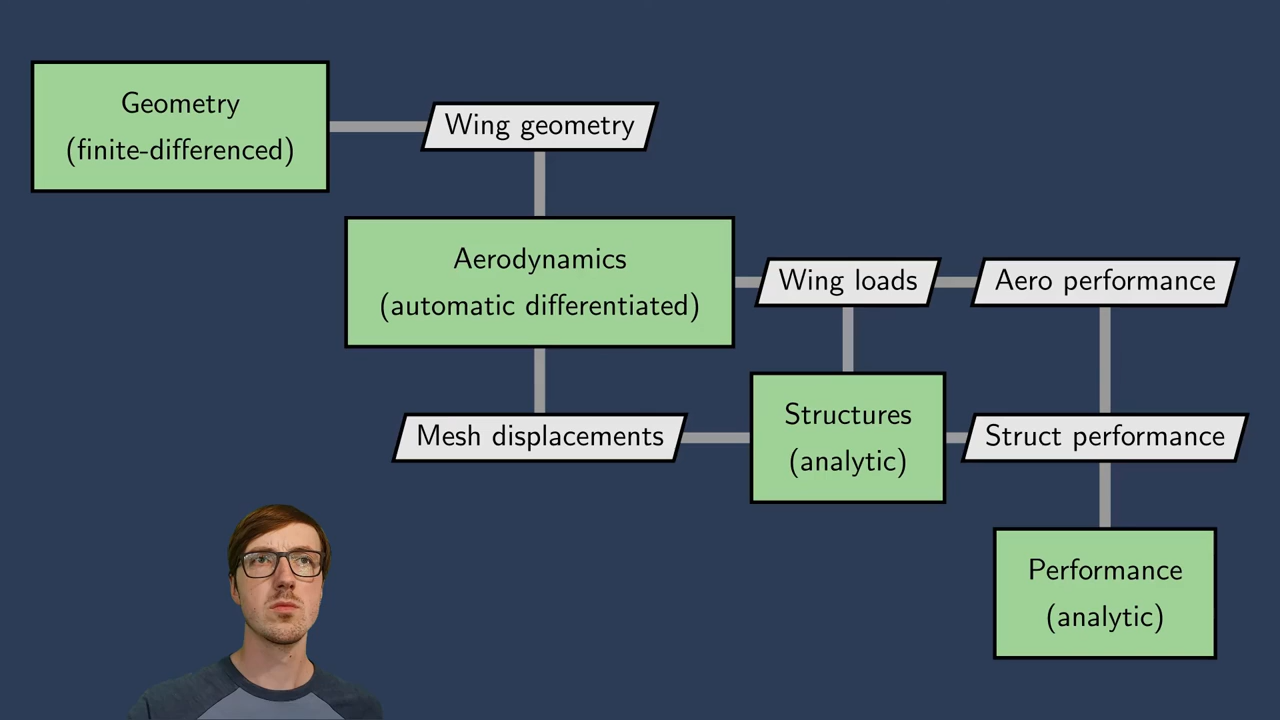 Geometry
(finite-differenced)
Wing geometry
Aerodynamics
(automatic differentiated)
Wing loads
Aero performance
Mesh displacements
Structures
(analytic)
Struct performance
Performance
(analytic)